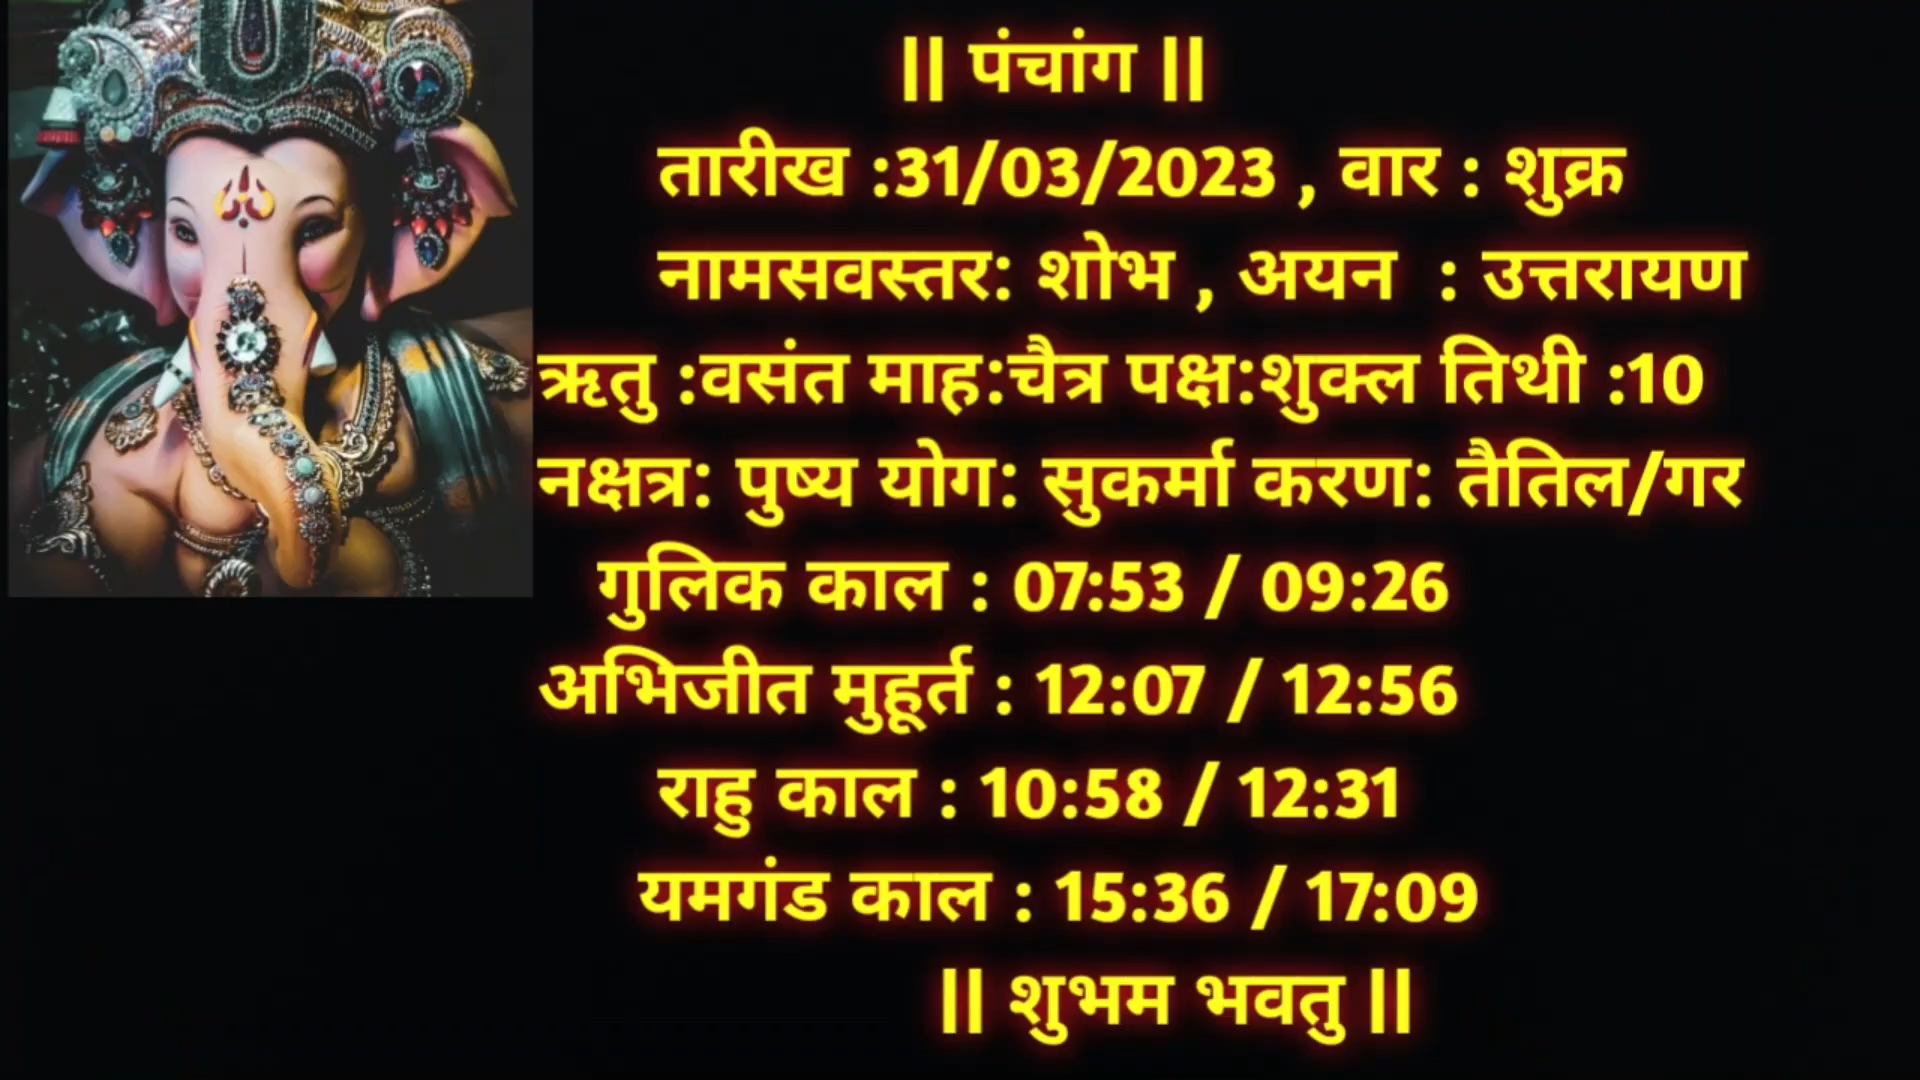 || पंचांग ||
तारीख :31/03/2023 , वार : शुक्र
नामसवस्तर: शोभ , अयन : उत्तरायण
ऋतु :वसंत माह:चैत्र पक्ष:शुक्ल तिथी :10
नक्षत्र: पुष्य योग: सुकर्मा करण: तैतिल/गर
गुलिक काल : 07:53 / 09:26
अभिजीत मुहूर्त : 12:07 / 12:56
राहु काल : 10:58 / 12:31
यमगंड काल : 15:36 / 17:09
|| शुभम भवतु ||